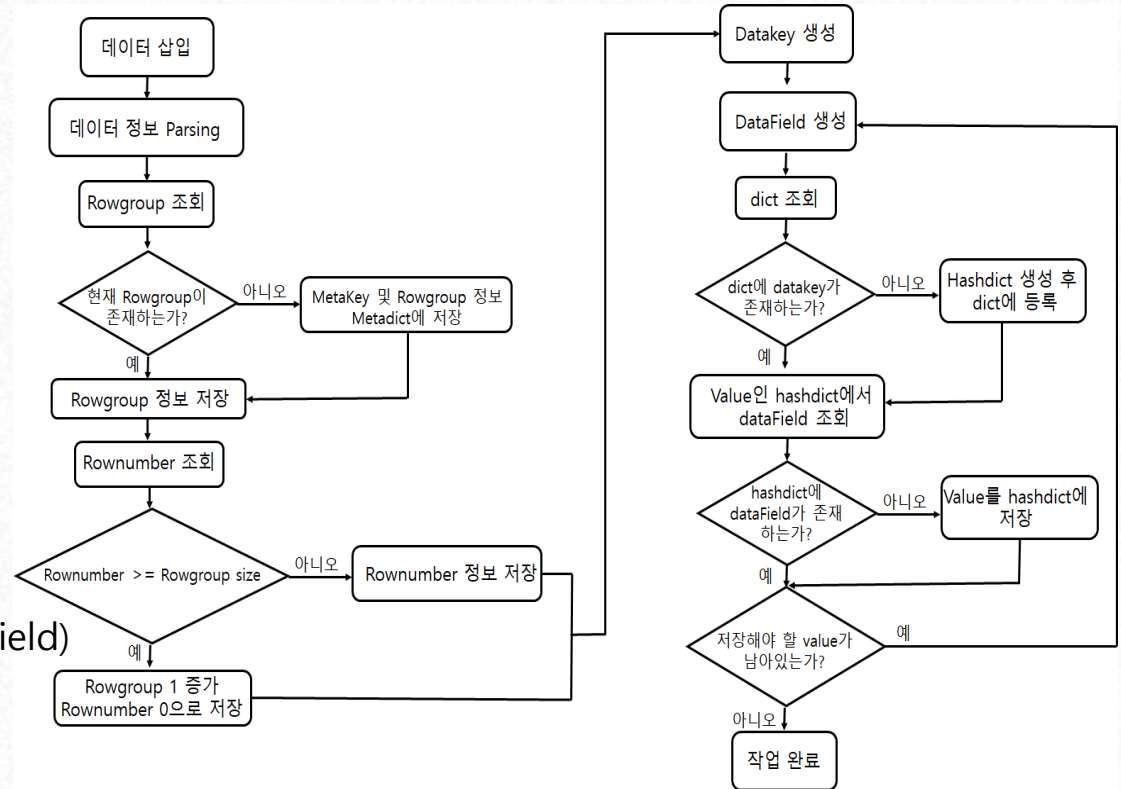 데이터 삽입
데이터 정보 Parsing
Rowgroup 조회
현재 Rowgroup이
존재하는가?
아니오
MetaKey 및 Rowgroup 정보
Metadict에 저장
예
Rowgroup 정보 저장
Rownumber 조회
Rownumber >= Rowgroup size
아니오
Rownumber 정보 저장
ield)
예
Rowgroup 1 증가
Rownumber 0으로 저장
Datakey 생성
DataField 생성
dict 조회
dict에 datakey가
존재하는가?
아니오
Hashdict 생성 후
dict에 등록
예
Value인 hashdict에서
dataField 조회
hashdict에
dataField가 존재
하는가?
아니오
Value를 hashdict에
저장
예
저장해야 할 value가
남아있는가?
예
아니오
작업 완료